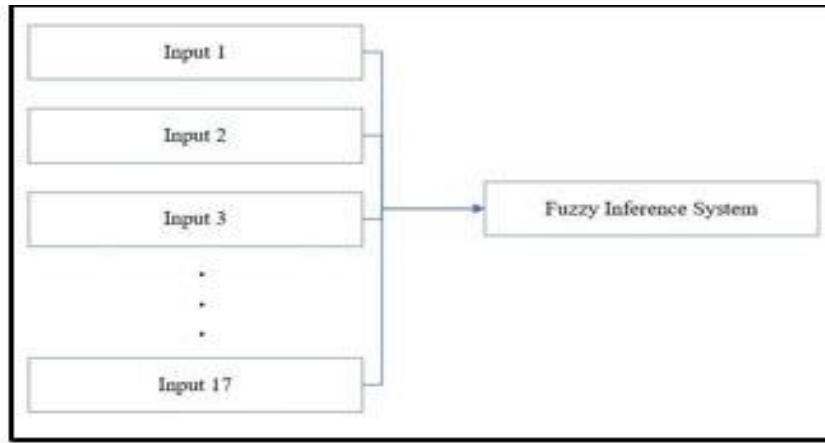 Input 1
Input 2
Input 3
Fuzzy Inference System
.
.
.
Input 17